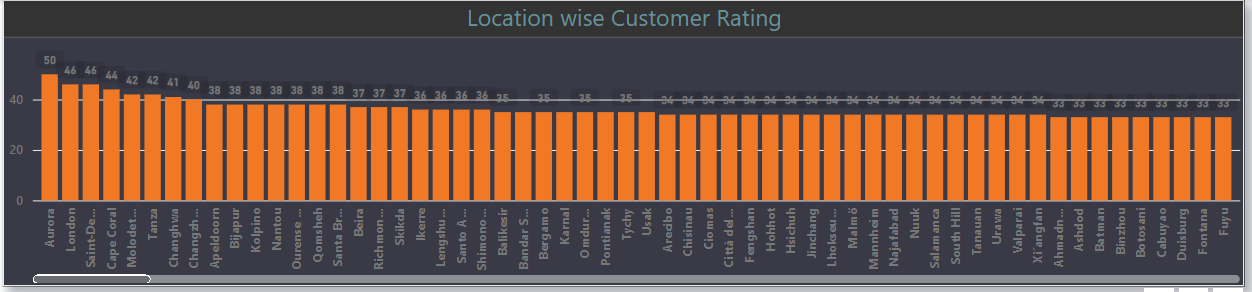 Location wise Customer Rating
50 46 46 44 42 42 41 40 38 38 38 38 38 38 38 37 37 37 36 36 36 36 35 35 35 35 34 34 34 34 34 34 34 34 34 34 34 34 34 34 34 34 34 34 34 33 33 33 33 33 33 33 33 33
40
20
0
Aurora
London
Saint-De...
Cape Coral
Molodet...
Tanza
Changhwa
Changzh...
Apeldoorn
Bijapur
Kolpino
Nantou
Ourense ...
Qomsheh
Santa Br...
Beira
Richmon...
Skikda
Ikerre
Lengshu...
Santo A...
Shimono...
Balikesir
Bandar S...
Bergamo
Karnal
Omdur...
Pontianak
Tychy
Usak
Arecibo
Chisinau
Ciomas
Città del...
Fengshan
Hohhot
Hsichuh
Jinchang
Lhokseu...
Malmö
Mannheim
Najafabad
Nuuk
Salamanca
South Hill
Tanauan
Urawa
Valparai
Xiangfan
Ahmadn...
Ashdod
Batman
Binzhou
Botosani
Cabuyao
Duisburg
Fontana
Fuyu